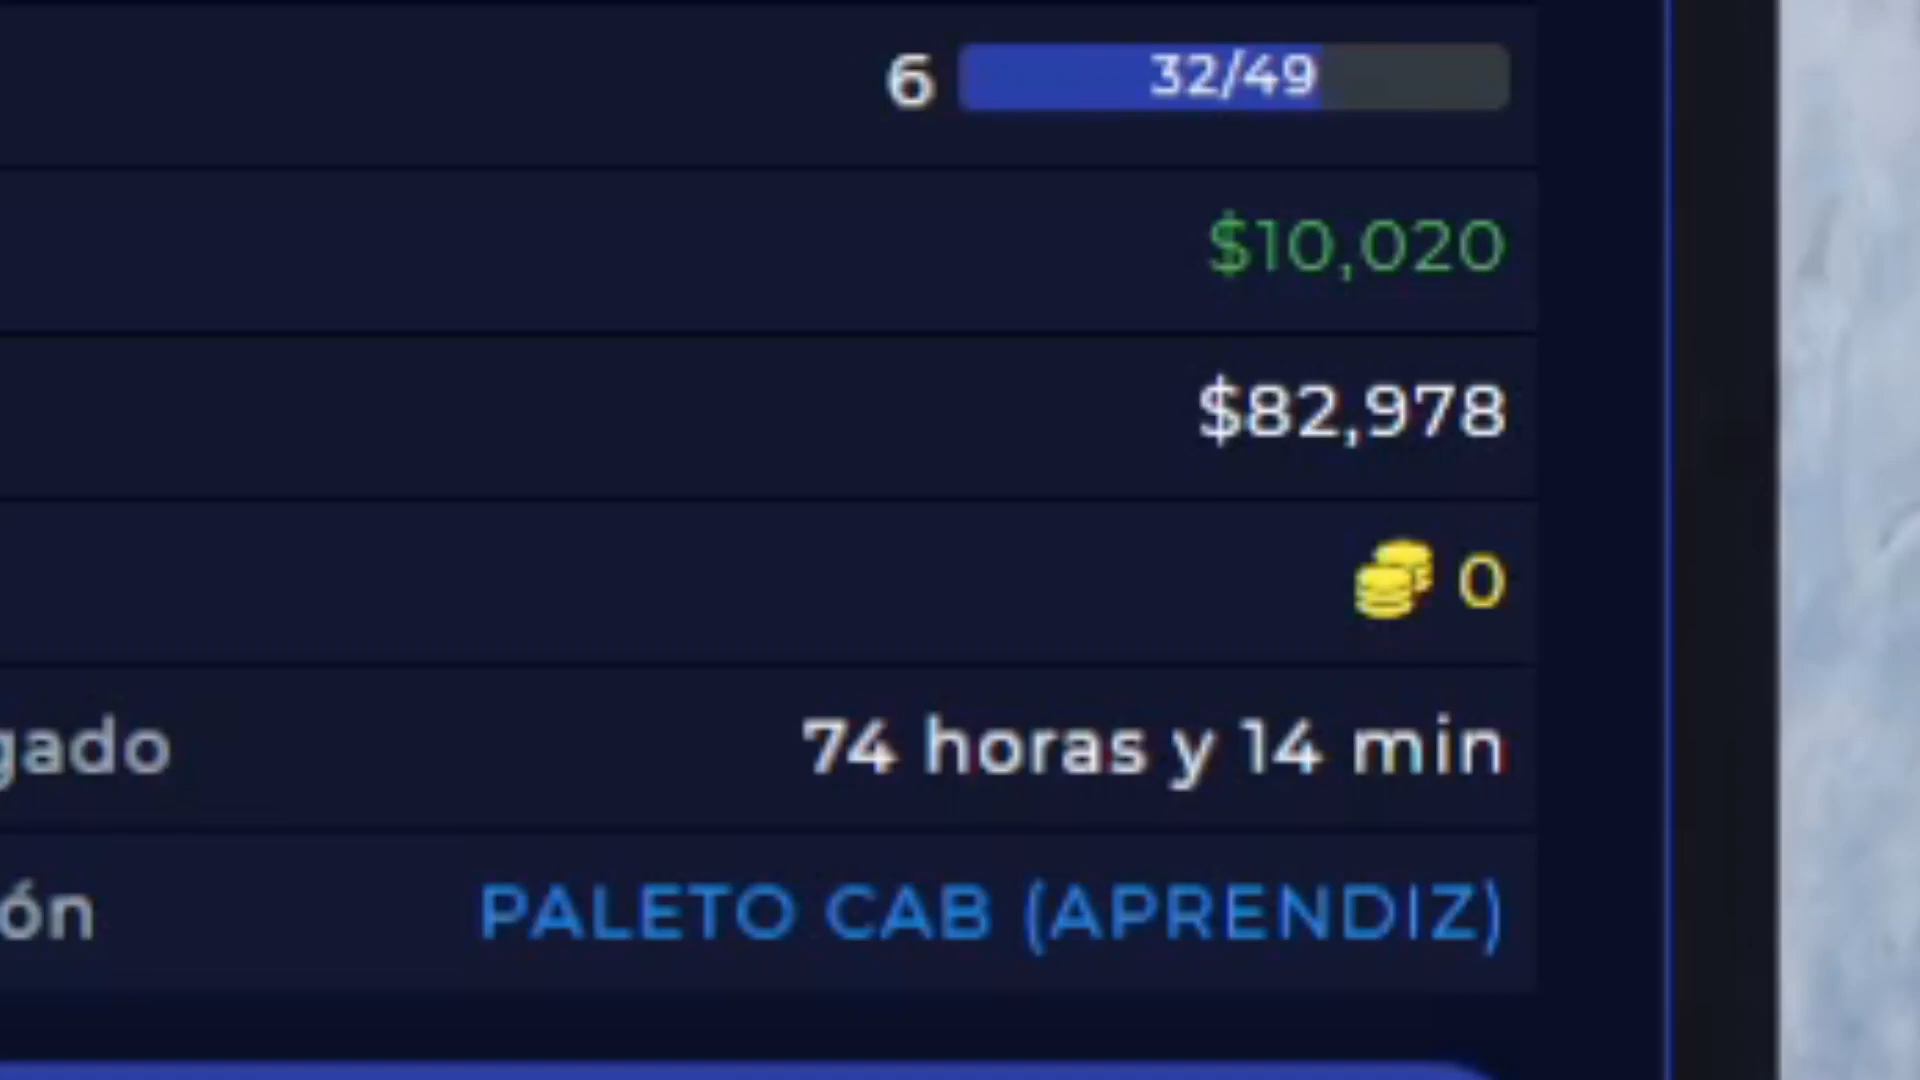 6 32/49
$10,020
$82,978
0
gado 74 horas y 14 min
ón PALETO CAB (APRENDIZ)